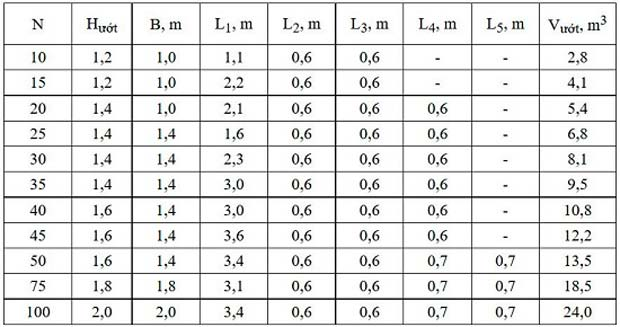 N H₍ướt₎ B, m L₁, m L₂, m L₃, m L₄, m L₅, m Vướt, m³
10 1,2 1,0 1,1 0,6 0,6 - - 2,8
15 1,2 1,0 2,2 0,6 0,6 - - 4,1
20 1,4 1,0 2,1 0,6 0,6 0,6 - 5,4
25 1,4 1,4 1,6 0,6 0,6 0,6 - 6,8
30 1,4 1,4 2,3 0,6 0,6 0,6 - 8,1
35 1,4 1,4 3,0 0,6 0,6 0,6 - 9,5
40 1,6 1,4 3,0 0,6 0,6 0,6 - 10,8
45 1,6 1,4 3,6 0,6 0,6 0,6 - 12,2
50 1,6 1,4 3,4 0,6 0,6 0,7 0,7 13,5
75 1,8 1,8 3,1 0,6 0,6 0,7 0,7 18,5
100 2,0 2,0 3,4 0,6 0,6 0,7 0,7 24,0